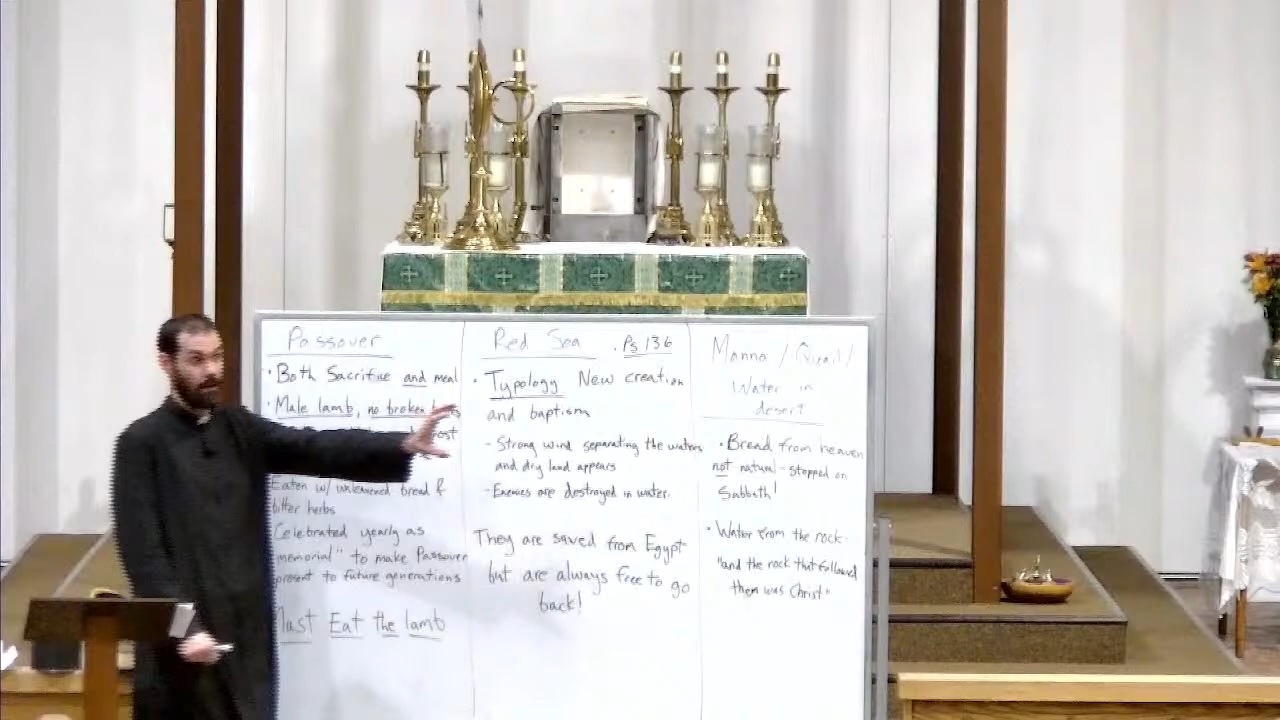 Passover
· Both Sacrifice and meal
· Male lamb, no broken
Eaten w/ unleavened bread &
bitter herbs
Celebrated yearly as
memorial" to make Passover
present to future generations
Must Eat the lamb
Red Sea . Ps 136
· Typology New creation
and baptism
- Strong wind separating the waters
and dry land appears
- Enemies are destroyed in water.
They are saved from Egypt
but are always free to go
back!
Manna / Quail /
Water in
desert
· Bread from heaven
not natural - stopped on
Sabbath!
· Water from the rock-
"and the rock that followed
them was Christ"